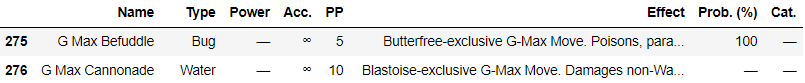 Name Type Power Acc. PP Effect Prob. (%) Cat.
275 G Max Befuddle Bug — ∞ 5 Butterfree-exclusive G-Max Move. Poisons, para... 100 —
276 G Max Cannonade Water — ∞ 10 Blastoise-exclusive G-Max Move. Damages non-Wa... — —